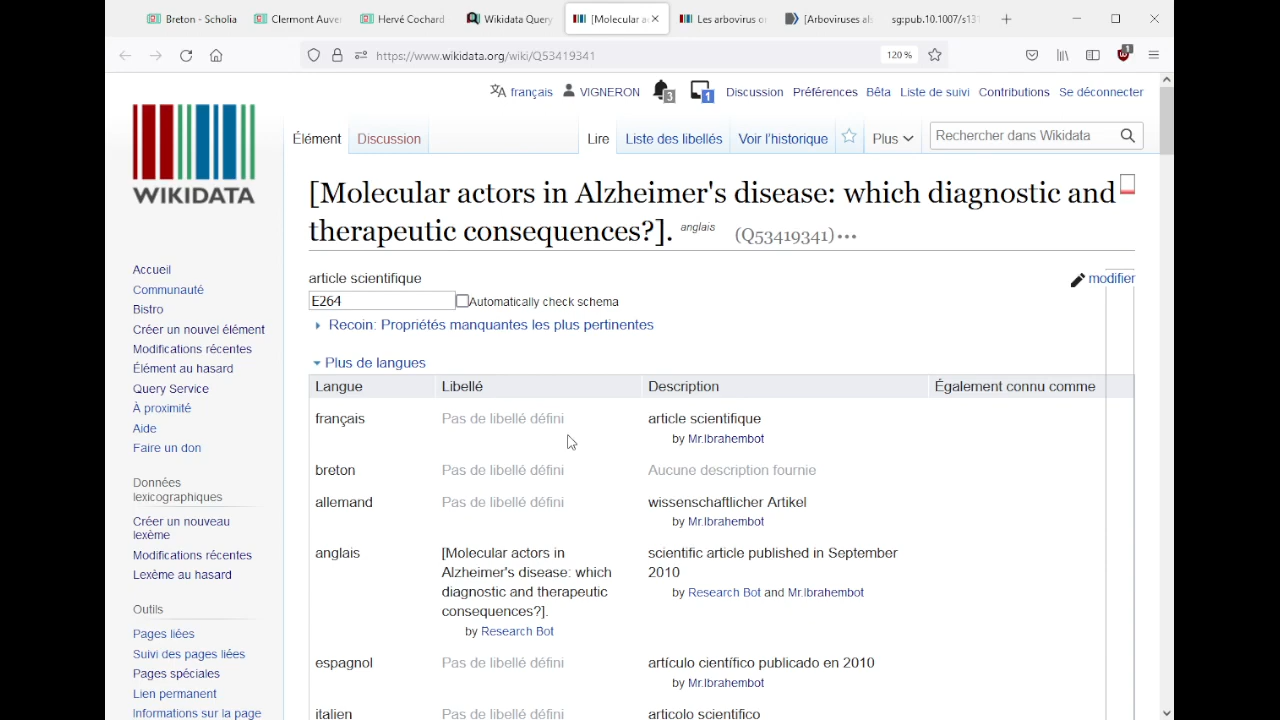 Breton - Scholia
Clermont Auver
Hervé Cochard
Wikidata Query
[Molecular a
Les arbovirus o
[Arboviruses als
sg:pub.10.1007/s131
https://www.wikidata.org/wiki/Q53419341
120 %
1
français
VIGNERON
3
1
Discussion
Préférences
Bêta
Liste de suivi
Contributions
Se déconnecter
WIKIDATA
Élément
Discussion
Lire
Liste des libellés
Voir l'historique
Plus
Rechercher dans Wikidata
[Molecular actors in Alzheimer's disease: which diagnostic and
therapeutic consequences?]. anglais (Q53419341)
article scientifique
modifier
E264
Automatically check schema
Recoin: Propriétés manquantes les plus pertinentes
Plus de langues
Langue Libellé Description Également connu comme
français Pas de libellé défini article scientifique
by Mr.Ibrahembot
breton Pas de libellé défini Aucune description fournie
allemand Pas de libellé défini wissenschaftlicher Artikel
by Mr.Ibrahembot
anglais [Molecular actors in scientific article published in September
Alzheimer's disease: which 2010
diagnostic and therapeutic by Research Bot and Mr.Ibrahembot
consequences?].
by Research Bot
espagnol Pas de libellé défini artículo científico publicado en 2010
by Mr.Ibrahembot
italien Pas de libellé défini articolo scientifico
Accueil
Communauté
Bistro
Créer un nouvel élément
Modifications récentes
Élément au hasard
Query Service
À proximité
Aide
Faire un don
Données
lexicographiques
Créer un nouveau
lexème
Modifications récentes
Lexème au hasard
Outils
Pages liées
Suivi des pages liées
Pages spéciales
Lien permanent
Informations sur la page